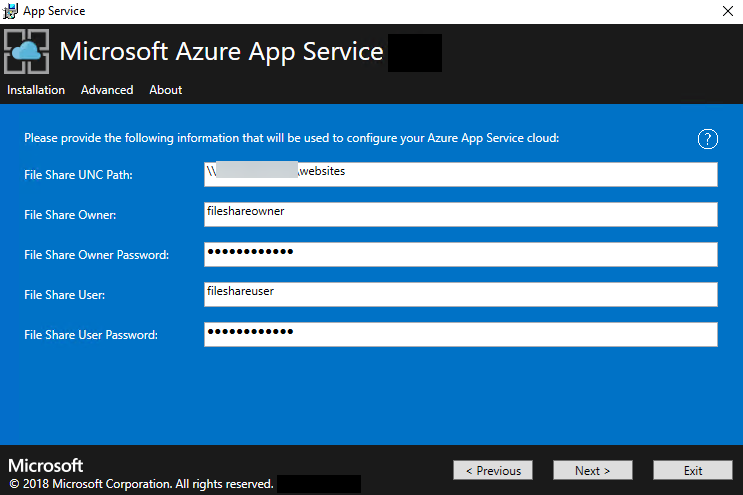 App Service
Microsoft Azure App Service
Installation Advanced About
Please provide the following information that will be used to configure your Azure App Service cloud:
?
File Share UNC Path: \\ \websites
File Share Owner: fileshareowner
File Share Owner Password: ●●●●●●●●●●●●
File Share User: fileshareuser
File Share User Password: ●●●●●●●●●●●●
Microsoft
© 2018 Microsoft Corporation. All rights reserved.
< Previous Next > Exit